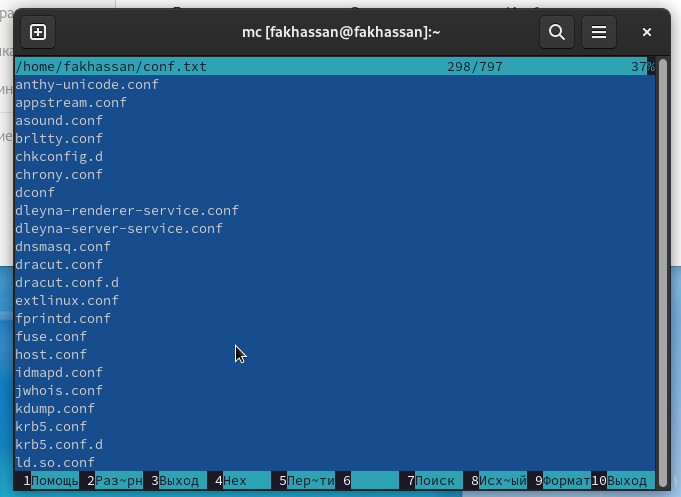 mc [fakhassan@fakhassan]:~
/home/fakhassan/conf.txt 298/797 37%
anthy-unicode.conf
appstream.conf
asound.conf
brltty.conf
chkconfig.d
chrony.conf
dconf
dleyna-renderer-service.conf
dleyna-server-service.conf
dnsmasq.conf
dracut.conf
dracut.conf.d
extlinux.conf
fprintd.conf
fuse.conf
host.conf
idmapd.conf
jwhois.conf
kdump.conf
krb5.conf
krb5.conf.d
ld.so.conf
1Помощь 2Раз~рн 3Выход 4Hex 5Пер~ти 6 7Поиск 8Исх~ый 9Формат 10Выход